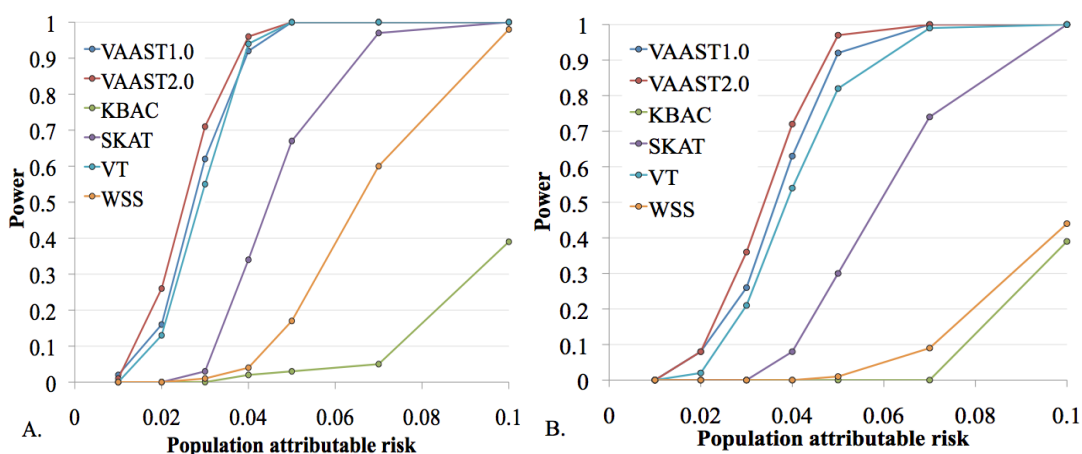 1
0.9
0.8
0.7
0.6
0.5
0.4
0.3
0.2
0.1
0
Power
VAAST1.0
VAAST2.0
KBAC
SKAT
VT
WSS
0 0.02 0.04 0.06 0.08 0.1
Population attributable risk
A.
1
0.9
0.8
0.7
0.6
0.5
0.4
0.3
0.2
0.1
0
Power
VAAST1.0
VAAST2.0
KBAC
SKAT
VT
WSS
0 0.02 0.04 0.06 0.08 0.1
Population attributable risk
B.